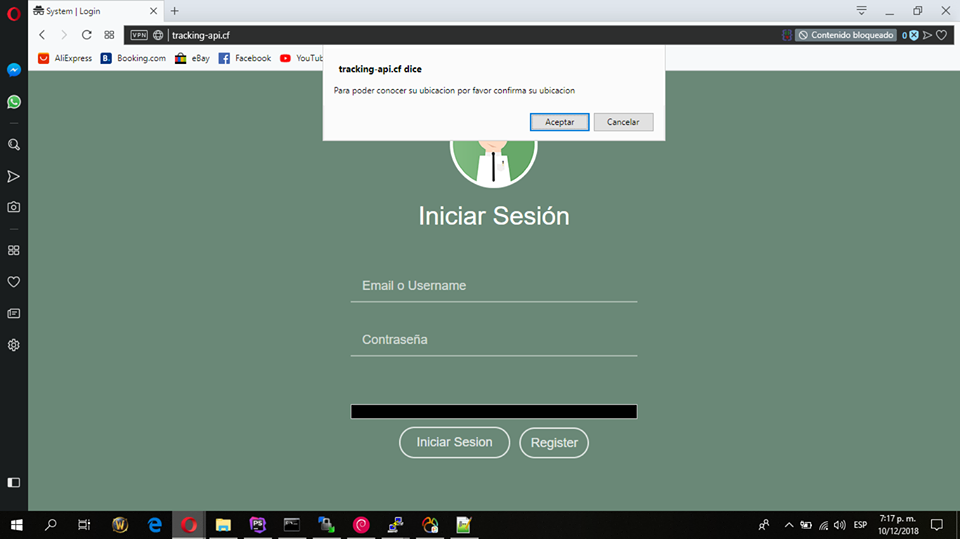 System | Login
VPN
tracking-api.cf
Contenido bloqueado
0
AliExpress
B.
Booking.com
eBay
Facebook
YouTu
tracking-api.cf dice
Para poder conocer su ubicacion por favor confirma su ubicacion
Aceptar
Cancelar
Iniciar Sesión
Email o Username
Contraseña
Iniciar Sesion
Register
PS
ESP
7:17 p. m.
10/12/2018